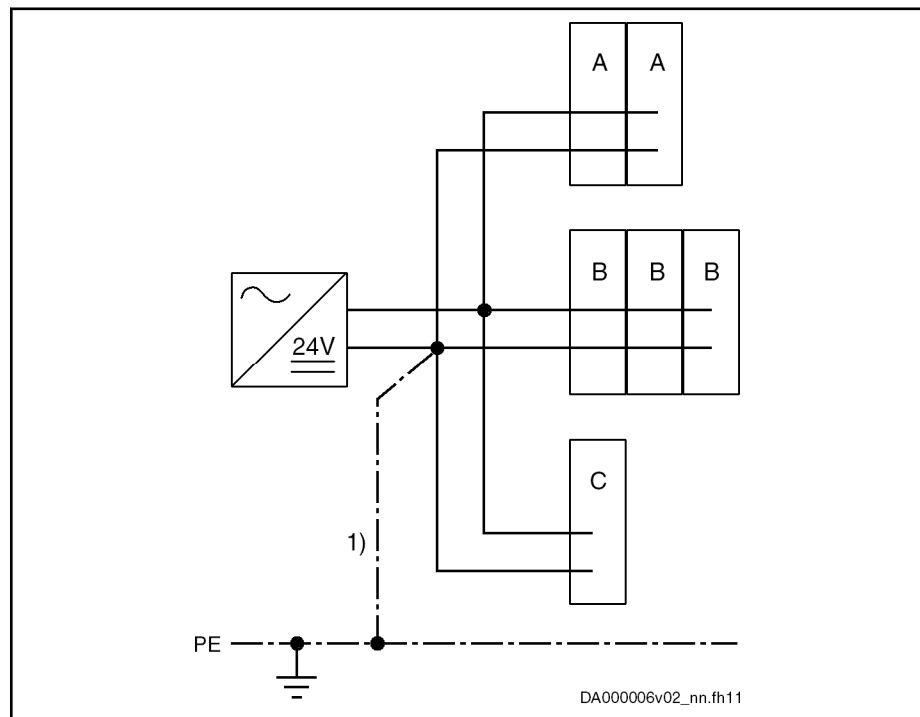 A A
B B B
24V
C
1)
PE
DA000006v02_nn.fh11